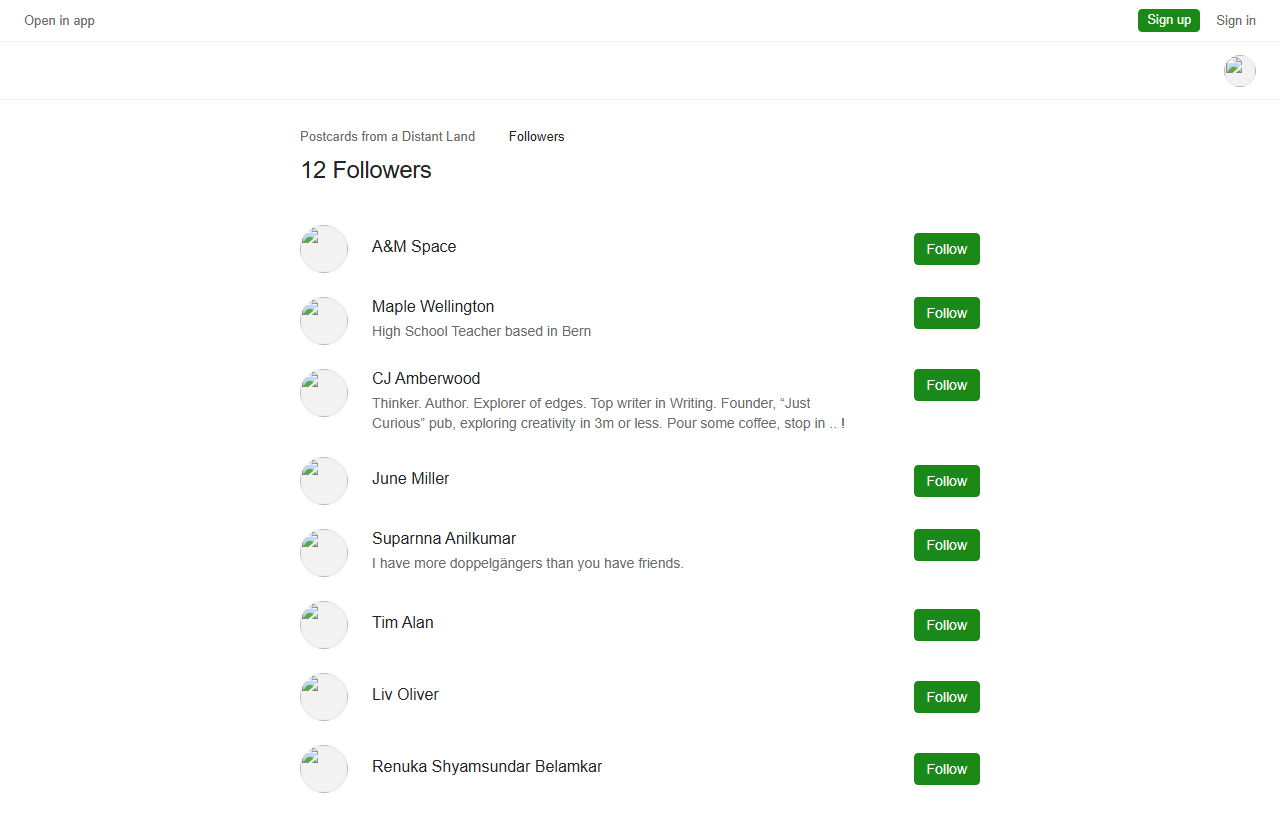 Open in app
Sign up
Sign in
Postcards from a Distant Land
Followers
12 Followers
A&M Space
Follow
Maple Wellington
High School Teacher based in Bern
Follow
CJ Amberwood
Thinker. Author. Explorer of edges. Top writer in Writing. Founder, “Just
Curious” pub, exploring creativity in 3m or less. Pour some coffee, stop in .. !
Follow
June Miller
Follow
Suparnna Anilkumar
I have more doppelgängers than you have friends.
Follow
Tim Alan
Follow
Liv Oliver
Follow
Renuka Shyamsundar Belamkar
Follow